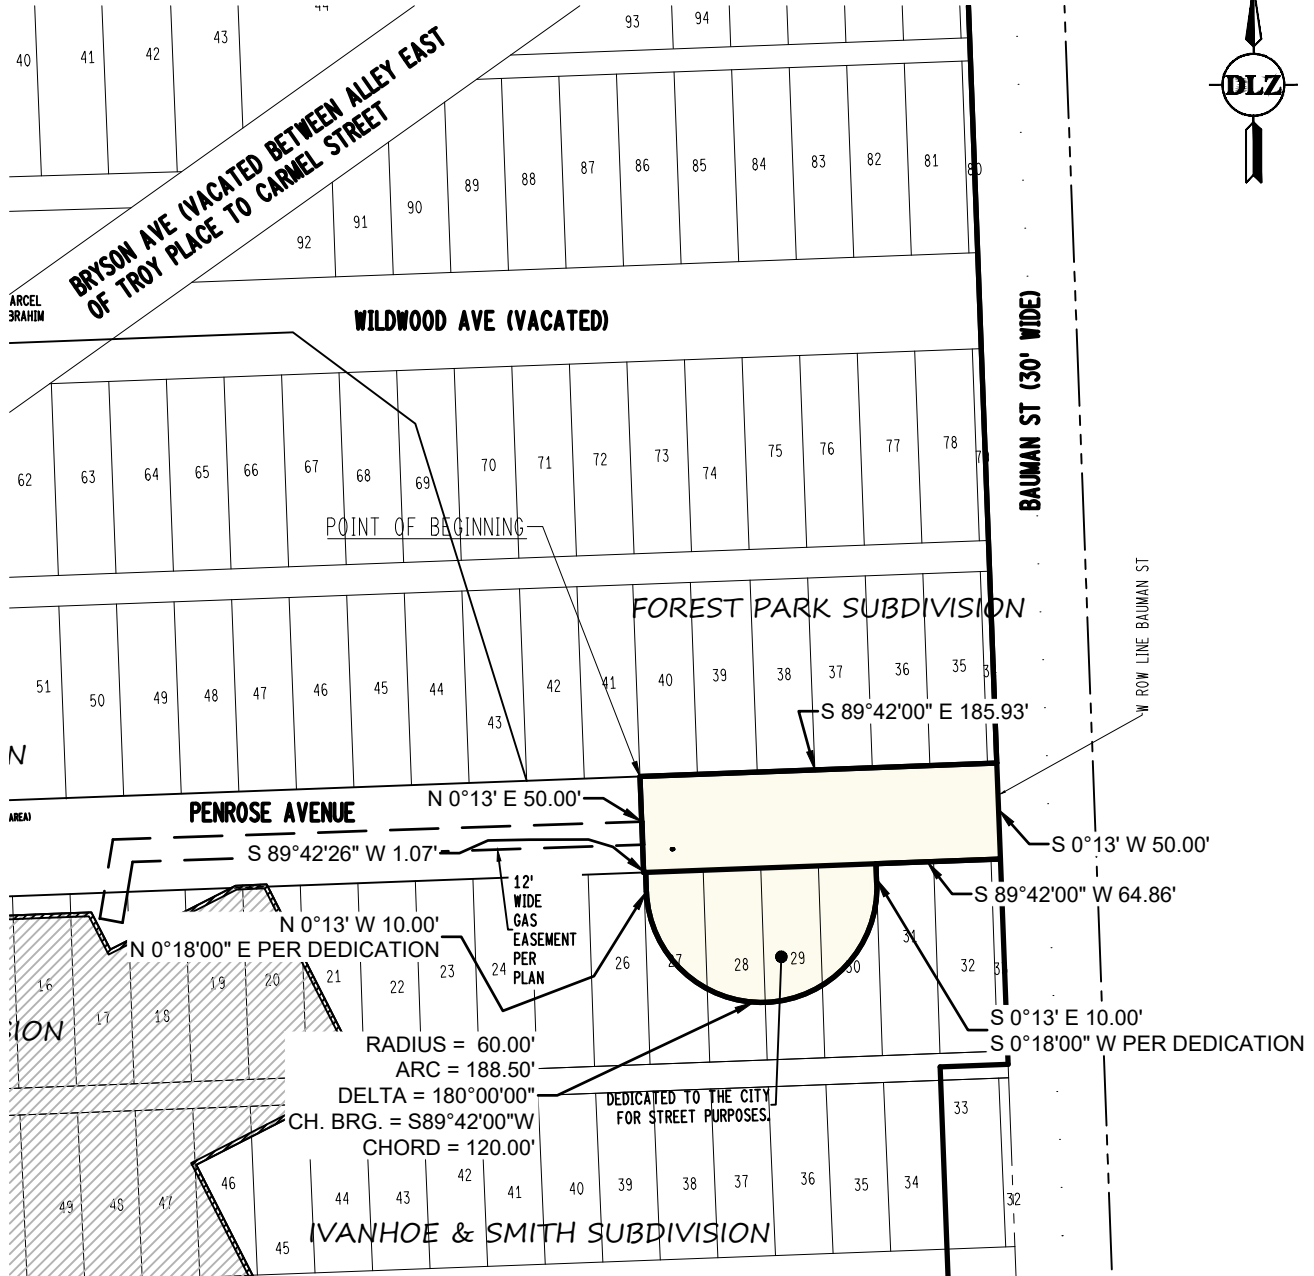 44
93
94
40
41
42
43
DLZ
BRYSON AVE (VACATED BETWEEN ALLEY EAST
OF TROY PLACE TO CARMEL STREET
92
91
90
89
88
87
86
85
84
83
82
81
80
WILDWOOD AVE (VACATED)
BAUMAN ST (30' WIDE)
62
63
64
65
66
67
68
69
70
71
72
73
74
75
76
77
78
POINT OF BEGINNING
FOREST PARK SUBDIVISION
W ROW LINE BAUMAN ST
51
50
49
48
47
46
45
44
43
42
41
40
39
38
37
36
35
S 89°42'00" E 185.93'
AREA)
PENROSE AVENUE
N 0°13' E 50.00'
S 89°42'26" W 1.07'
S 0°13' W 50.00'
S 89°42'00" W 64.86'
12'
WIDE
GAS
EASEMENT
PER
PLAN
N 0°13' W 10.00'
N 0°18'00" E PER DEDICATION
16
17
18
19
20
21
22
23
24
26
27
28
29
30
31
32
S 0°13' E 10.00'
S 0°18'00" W PER DEDICATION
RADIUS = 60.00'
ARC = 188.50'
DELTA = 180°00'00"
CH. BRG. = S89°42'00"W
CHORD = 120.00'
DEDICATED TO THE CITY
FOR STREET PURPOSES.
49
48
47
46
45
44
43
42
41
40
39
38
37
36
35
34
33
32
IVANHOE & SMITH SUBDIVISION